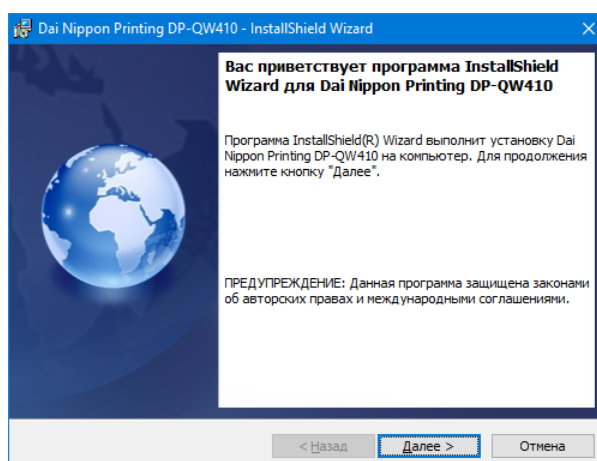 Dai Nippon Printing DP-QW410 - InstallShield Wizard
Вас приветствует программа InstallShield
Wizard для Dai Nippon Printing DP-QW410
Программа InstallShield(R) Wizard выполнит установку Dai
Nippon Printing DP-QW410 на компьютер. Для продолжения
нажмите кнопку "Далее".
ПРЕДУПРЕЖДЕНИЕ: Данная программа защищена законами
об авторских правах и международными соглашениями.
< Назад Далее > Отмена